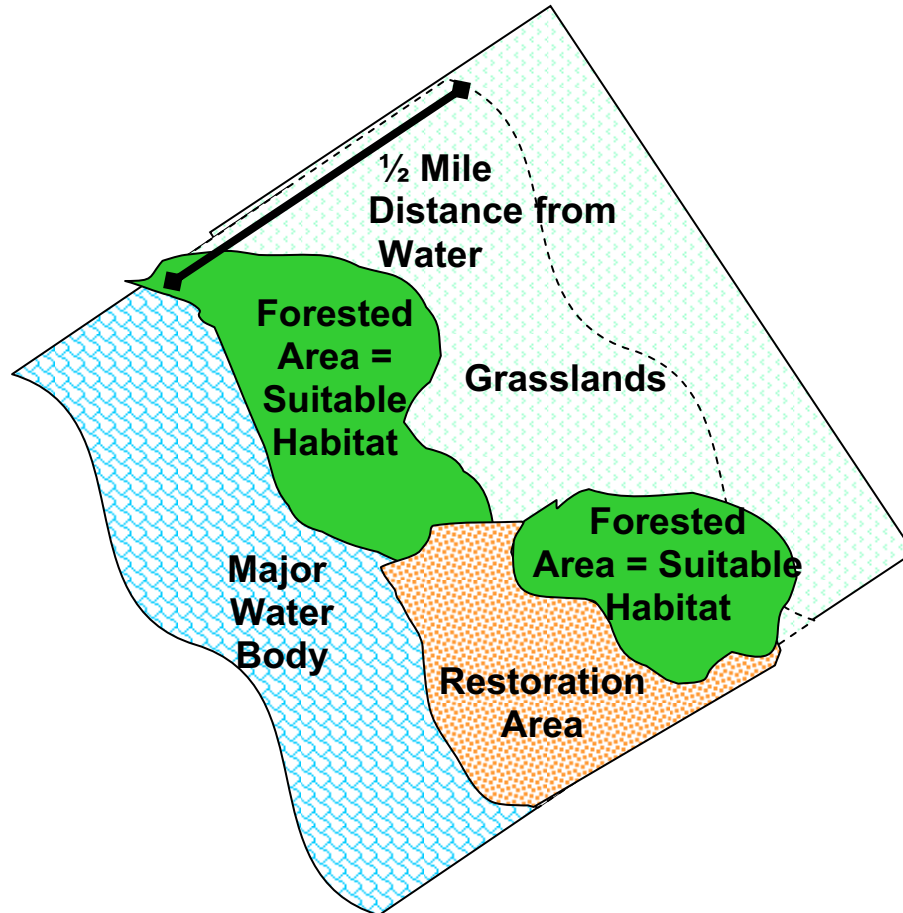 ½ Mile
Distance from
Water
Forested
Area =
Suitable
Habitat
Grasslands
Forested
Area = Suitable
Habitat
Major
Water
Body
Restoration
Area